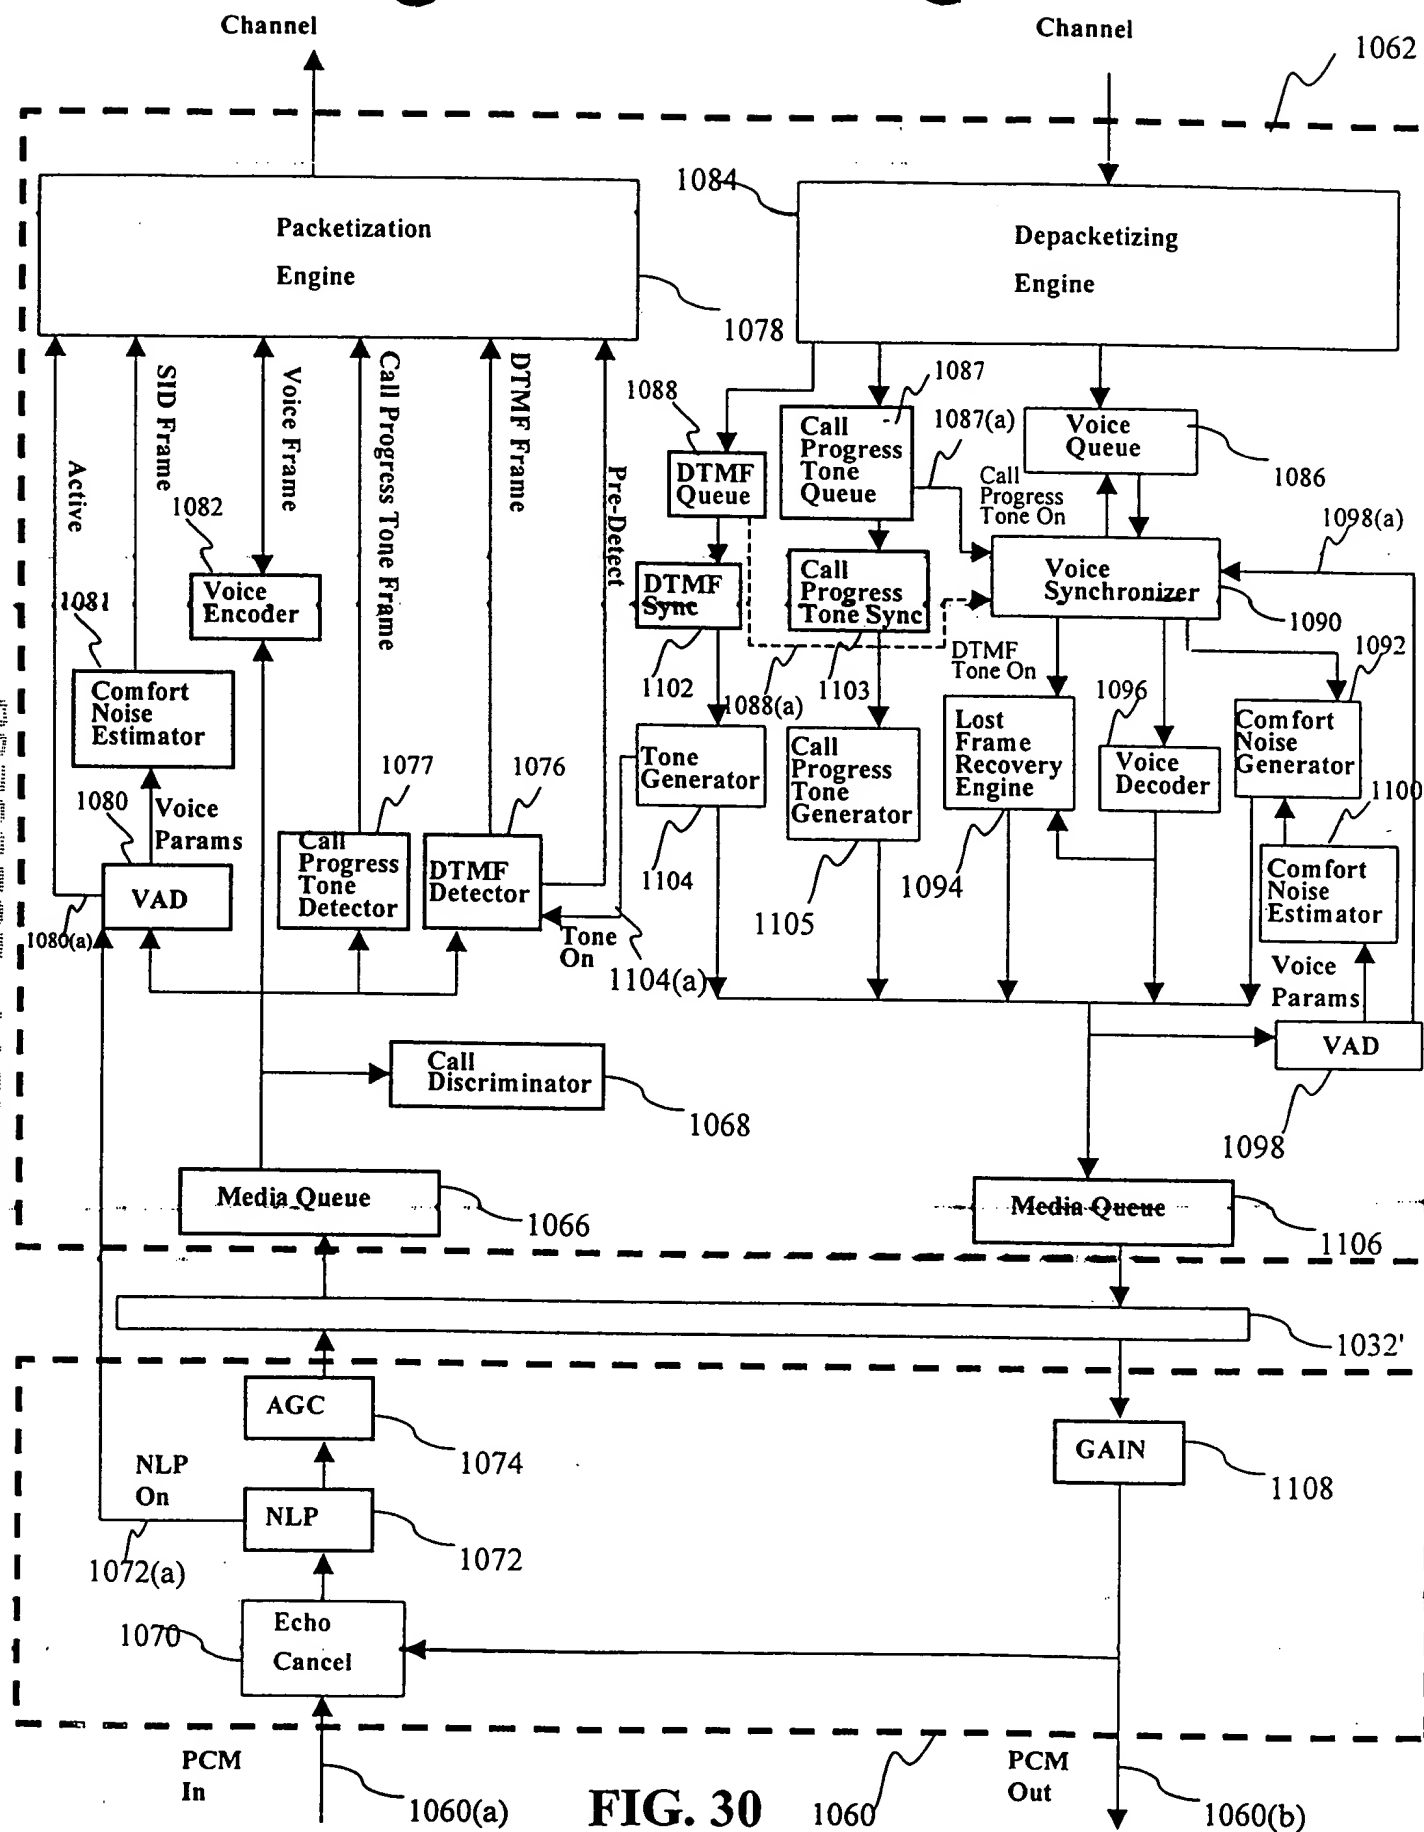 Channel
Channel
1062
1084
Packetization
Engine
Depacketizing
Engine
1078
Active
SID Frame
Voice Frame
Call Progress Tone Frame
DTMF Frame
Pre-Detect
1088
1087
1087(a)
Call
Progress
Tone
Queue
Voice
Queue
1086
DTMF
Queue
Call
Progress
Tone On
1082
1098(a)
Voice
Encoder
1081
DTMF
Sync
Call
Progress
Tone Sync
Voice
Synchronizer
1090
1092
1102
1088(a)
1103
DTMF
Tone On
1096
Comfort
Noise
Estimator
Tone
Generator
Call
Progress
Tone
Generator
Lost
Frame
Recovery
Engine
Voice
Decoder
Comfort
Noise
Generator
1077
1076
1080
Voice
Params
1100
Call
Progress
Tone
Detector
DTMF
Detector
1104
1094
VAD
1105
Comfort
Noise
Estimator
1080(a)
Tone
On
1104(a)
Voice
Params
Call
Discriminator
1068
VAD
1098
Media Queue
1066
Media Queue
1106
1032'
AGC
1074
GAIN
1108
NLP
On
NLP
1072
1072(a)
1070
Echo
Cancel
PCM
In
1060(a)
FIG. 30
1060
PCM
Out
1060(b)